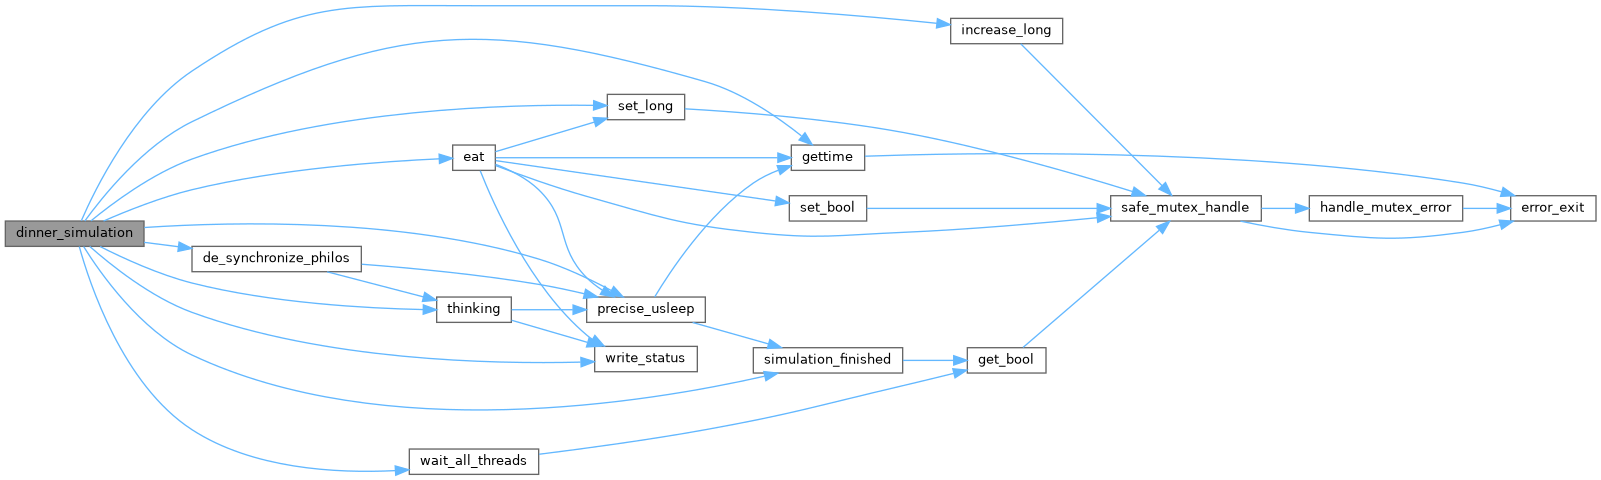 dinner_simulation
increase_long
set_long
eat
gettime
set_bool
safe_mutex_handle
handle_mutex_error
error_exit
de_synchronize_philos
thinking
precise_usleep
write_status
simulation_finished
get_bool
wait_all_threads